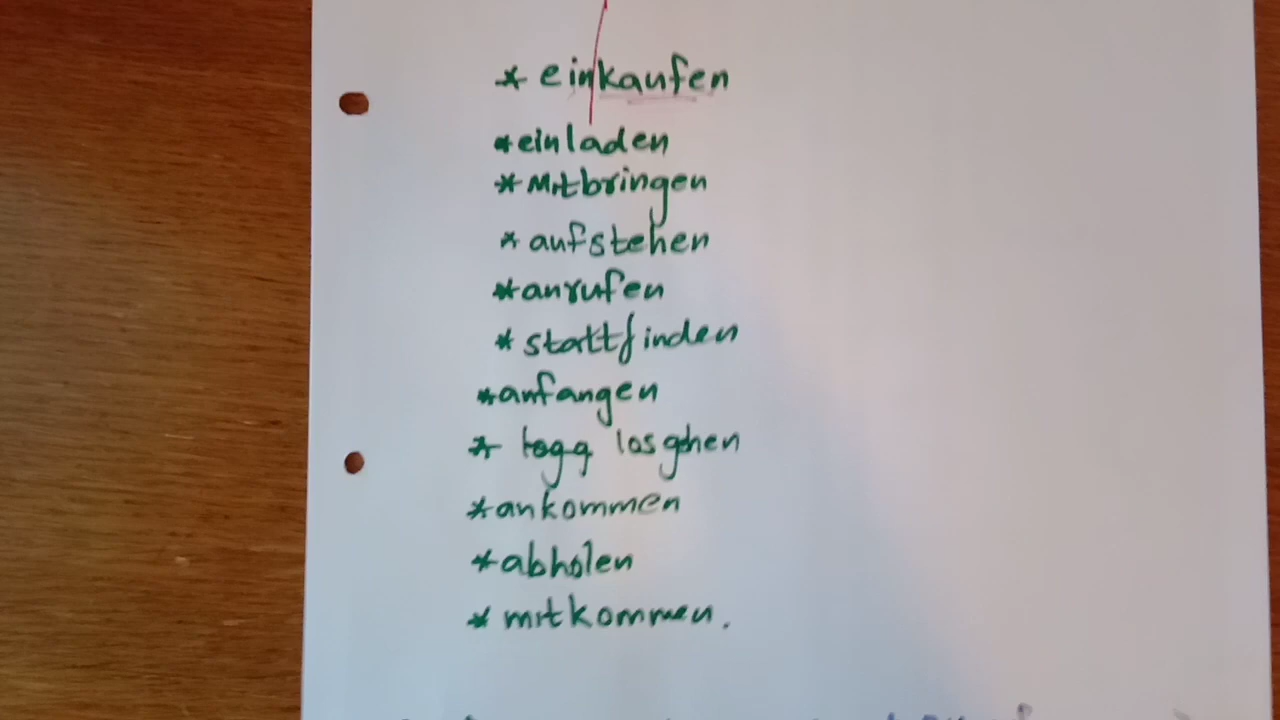 * einkaufen
* einladen
* Mitbringen
* aufstehen
* anrufen
* stattfinden
* anfangen
* losgehen
* ankommen
* abholen
* mitkommen.